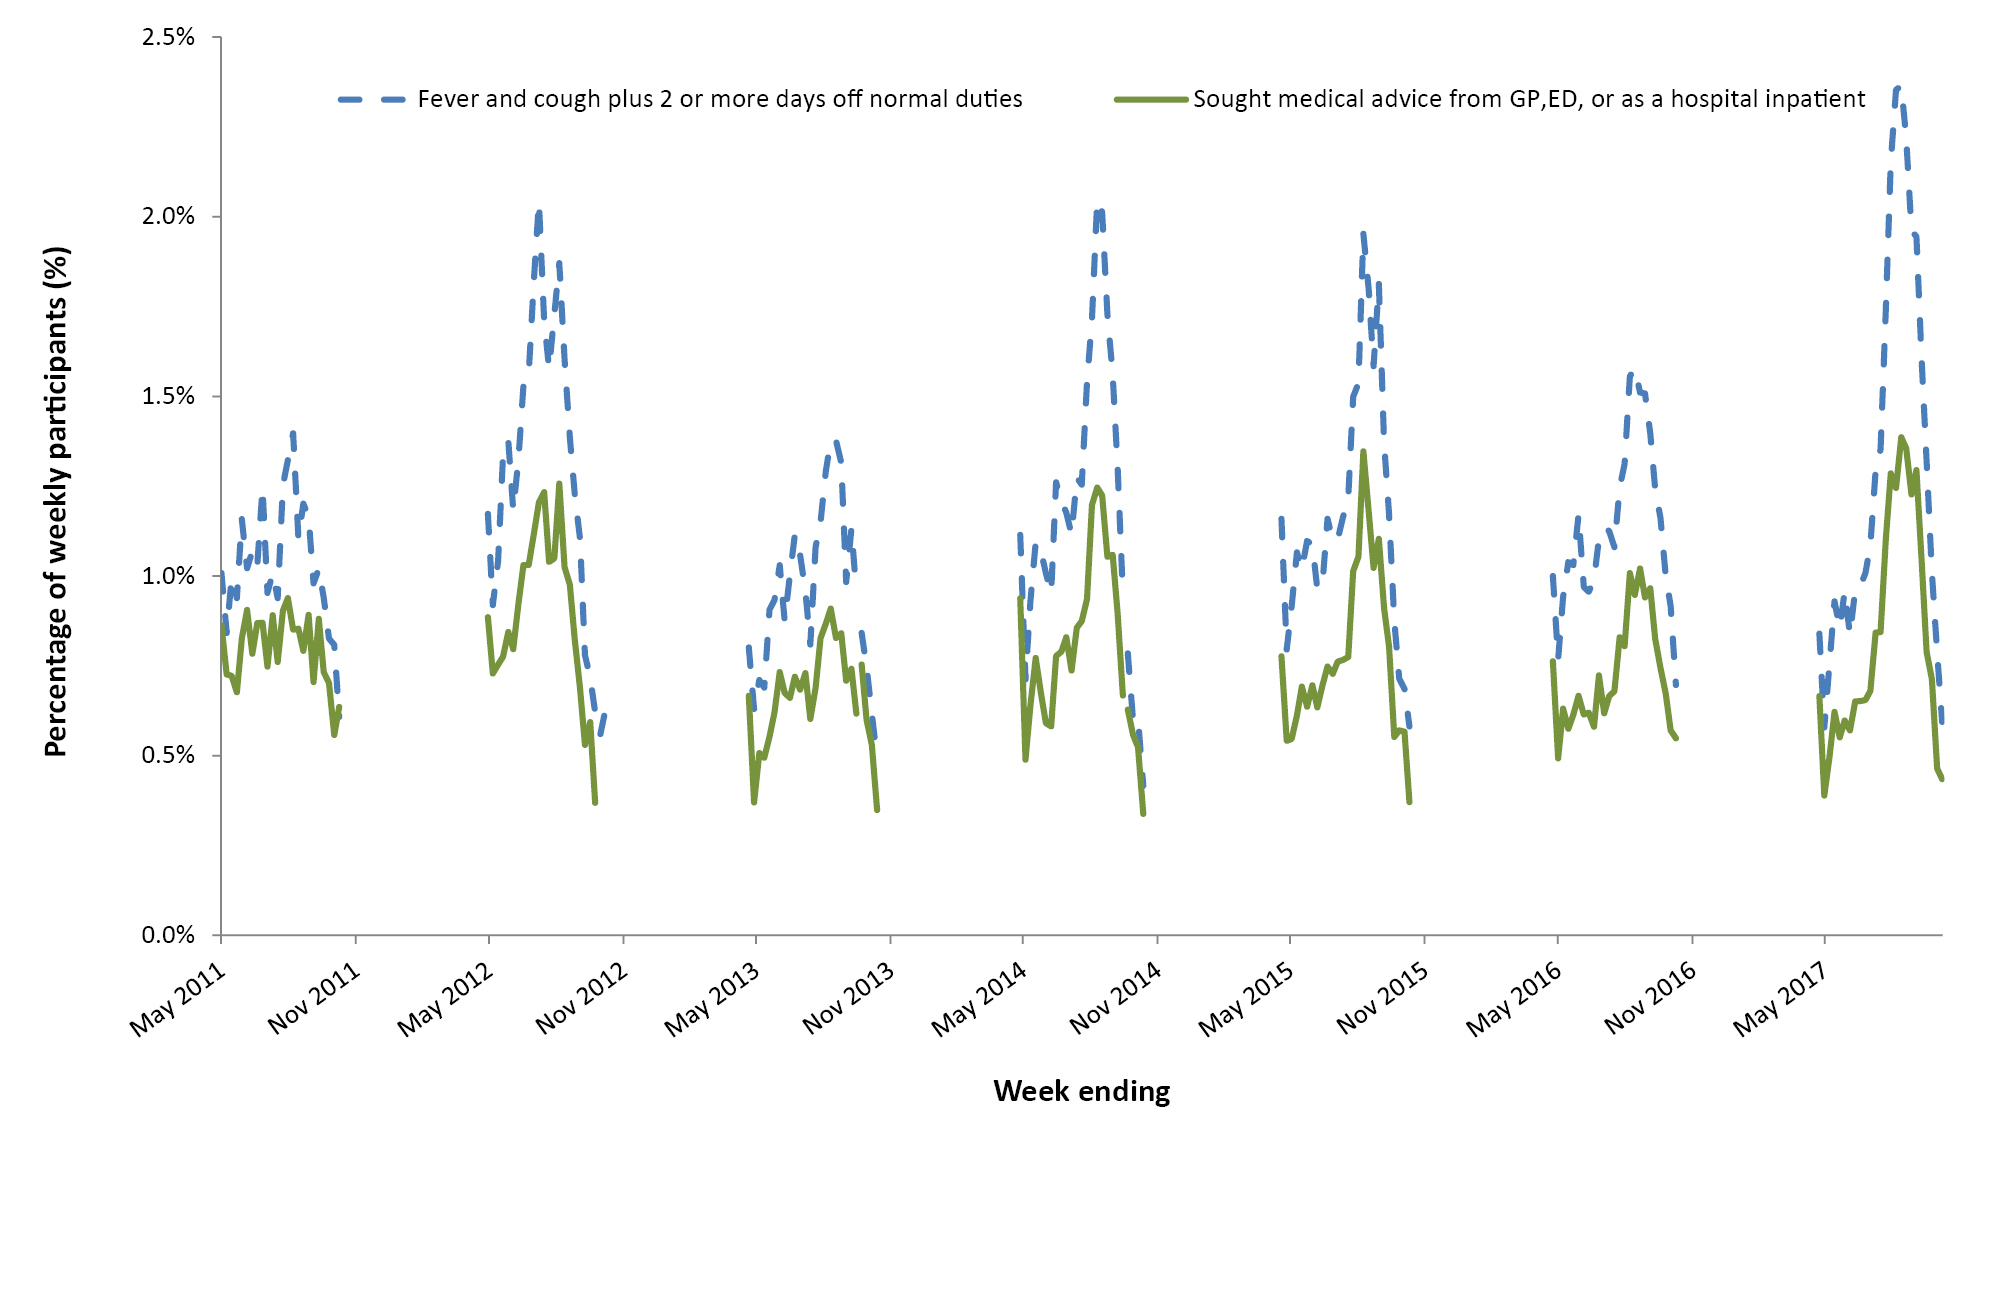 2.5%
Fever and cough plus 2 or more days off normal duties
Sought medical advice from GP,ED, or as a hospital inpatient
2.0%
1.5%
1.0%
0.5%
0.0%
Percentage of weekly participants (%)
May 2011
Nov 2011
May 2012
Nov 2012
May 2013
Nov 2013
May 2014
Nov 2014
May 2015
Nov 2015
May 2016
Nov 2016
May 2017
Week ending